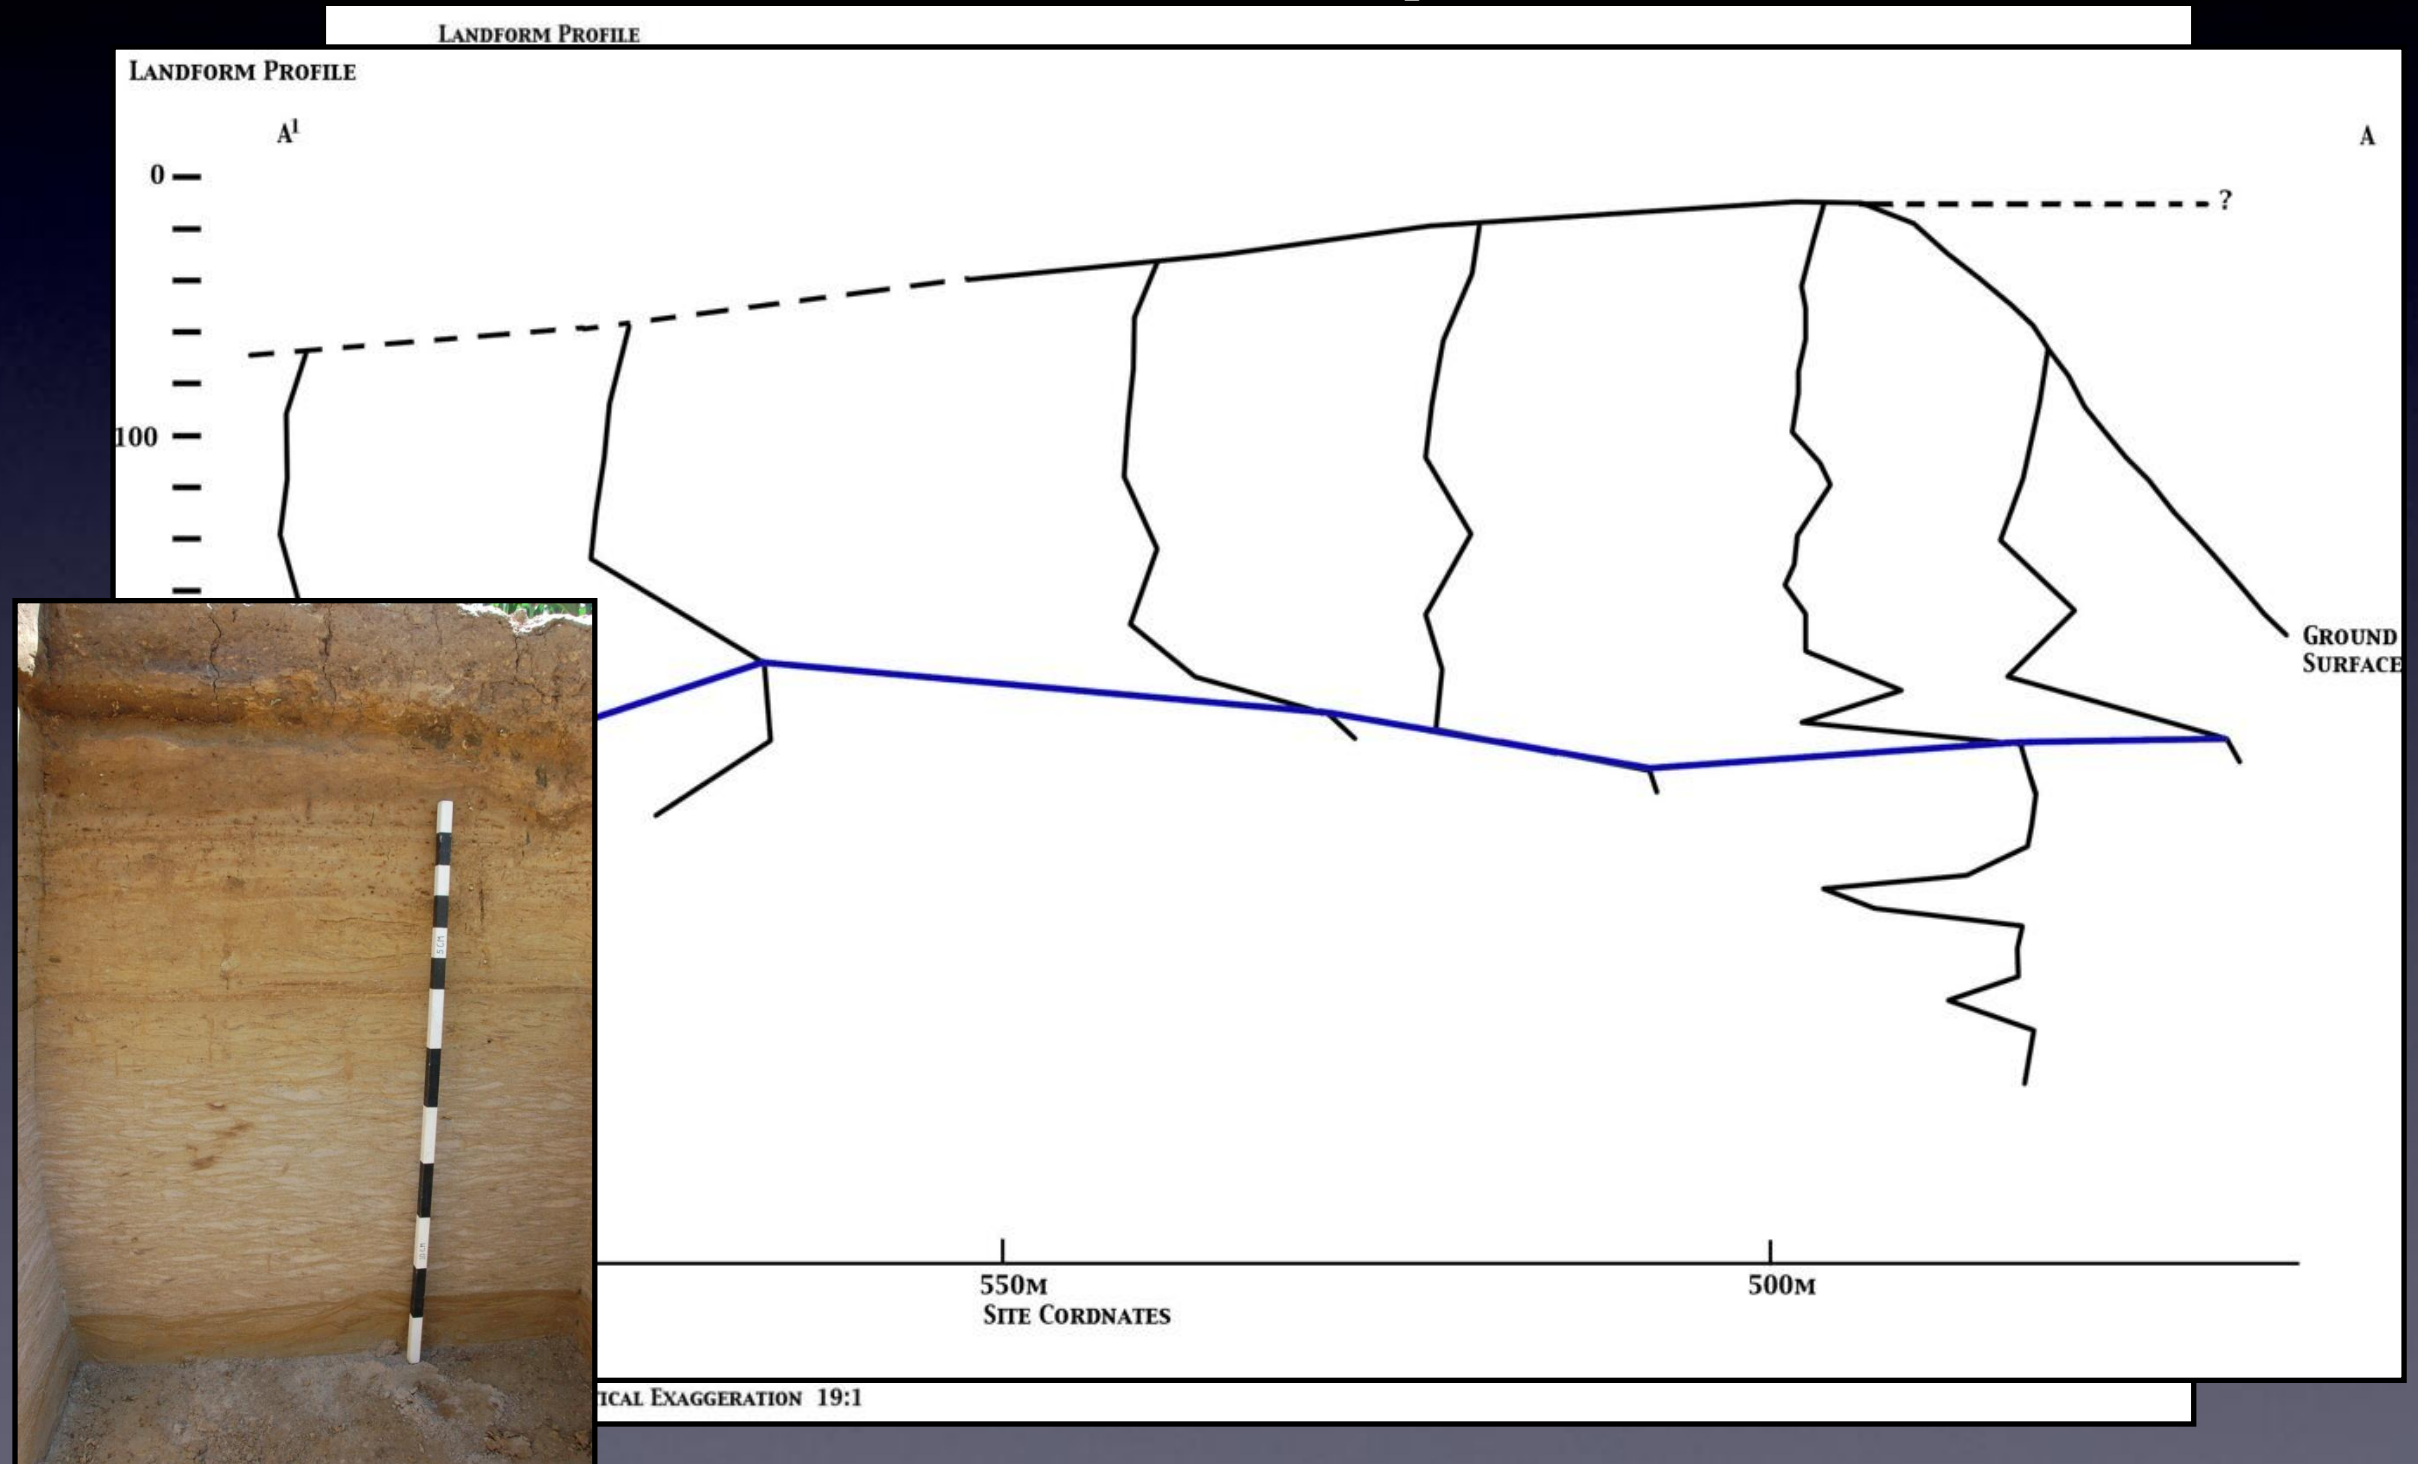 LANDFORM PROFILE
LANDFORM PROFILE
A1
A
0
?
100
GROUND
SURFACE
550M
500M
SITE CORDNATES
ICAL EXAGGERATION 19:1